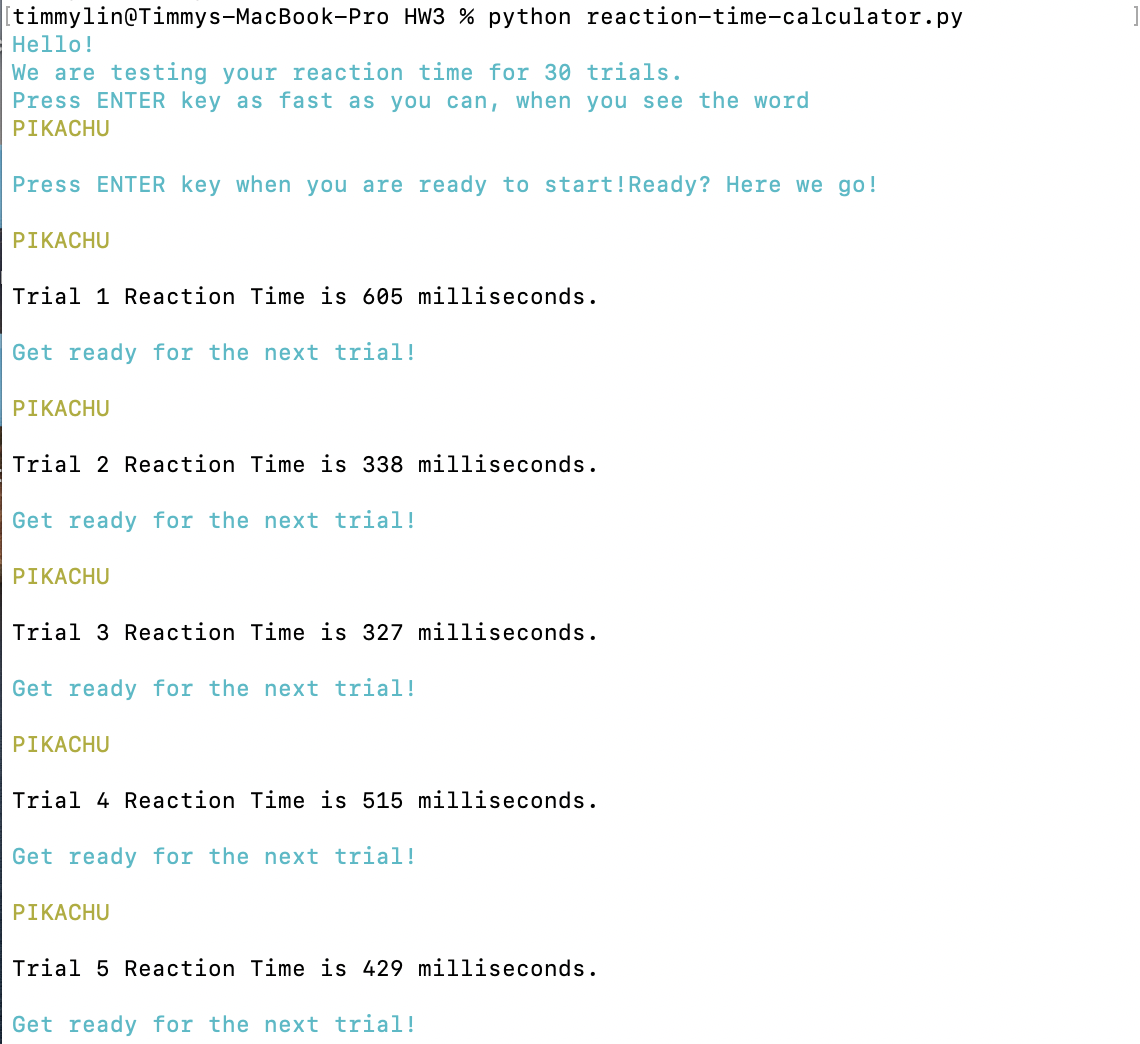 [timmylin@Timmys-MacBook-Pro HW3 % python reaction-time-calculator.py ]
Hello!
We are testing your reaction time for 30 trials.
Press ENTER key as fast as you can, when you see the word
PIKACHU
Press ENTER key when you are ready to start!Ready? Here we go!
PIKACHU
Trial 1 Reaction Time is 605 milliseconds.
Get ready for the next trial!
PIKACHU
Trial 2 Reaction Time is 338 milliseconds.
Get ready for the next trial!
PIKACHU
Trial 3 Reaction Time is 327 milliseconds.
Get ready for the next trial!
PIKACHU
Trial 4 Reaction Time is 515 milliseconds.
Get ready for the next trial!
PIKACHU
Trial 5 Reaction Time is 429 milliseconds.
Get ready for the next trial!